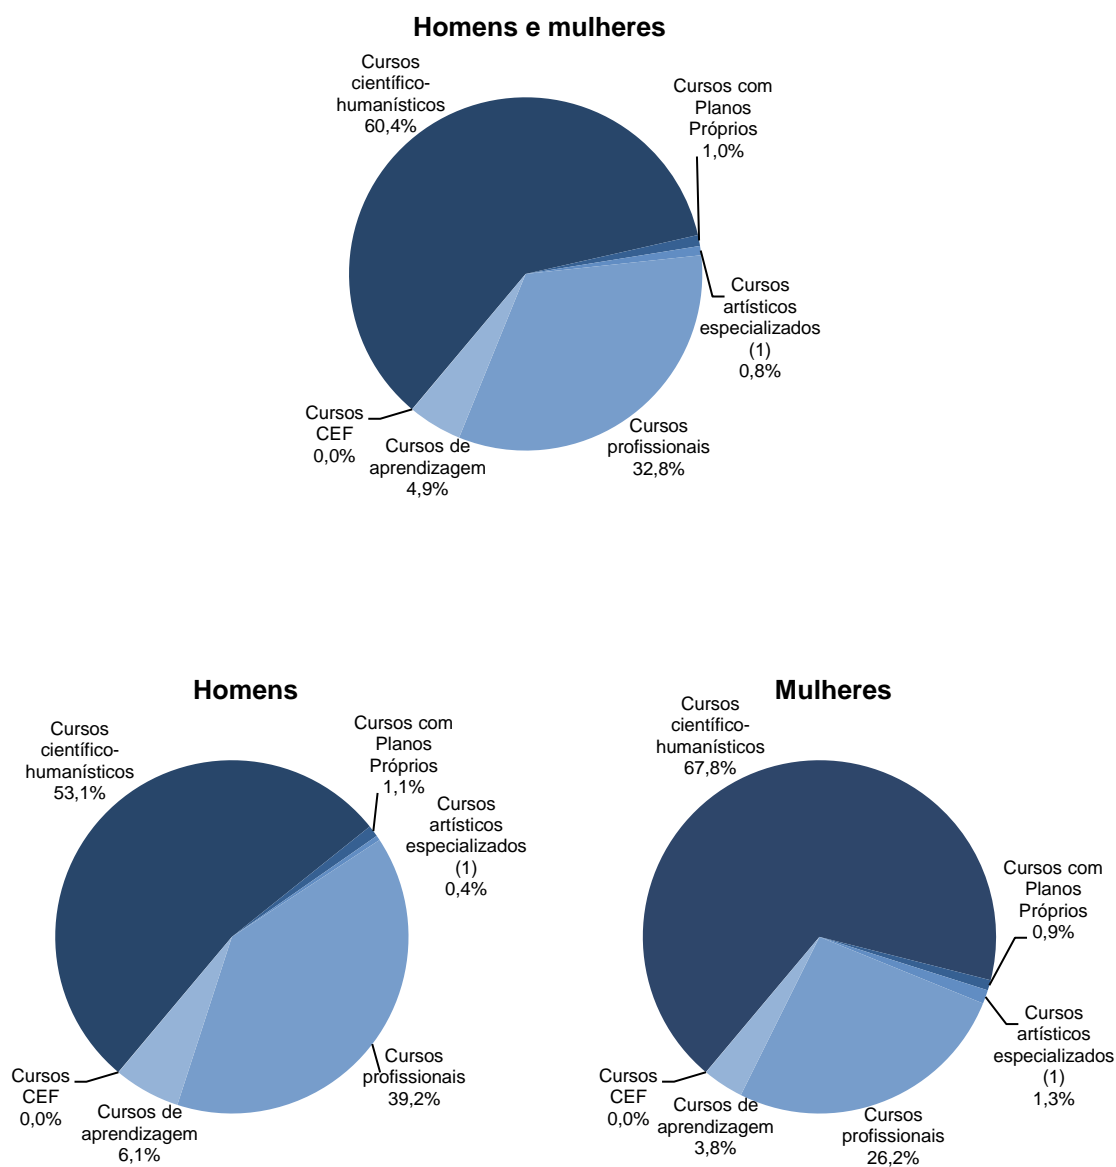 Homens e mulheres
Cursos
científico-
humanísticos
60,4%
Cursos com
Planos
Próprios
1,0%
Cursos
artísticos
especializados
(1)
0,8%
Cursos
profissionais
32,8%
Cursos de
aprendizagem
4,9%
Cursos
CEF
0,0%
Homens
Cursos
científico-
humanísticos
53,1%
Cursos com
Planos
Próprios
1,1%
Cursos
artísticos
especializados
(1)
0,4%
Cursos
profissionais
39,2%
Cursos de
aprendizagem
6,1%
Cursos
CEF
0,0%
Mulheres
Cursos
científico-
humanísticos
67,8%
Cursos com
Planos
Próprios
0,9%
Cursos
artísticos
especializados
(1)
1,3%
Cursos
profissionais
26,2%
Cursos de
aprendizagem
3,8%
Cursos
CEF
0,0%